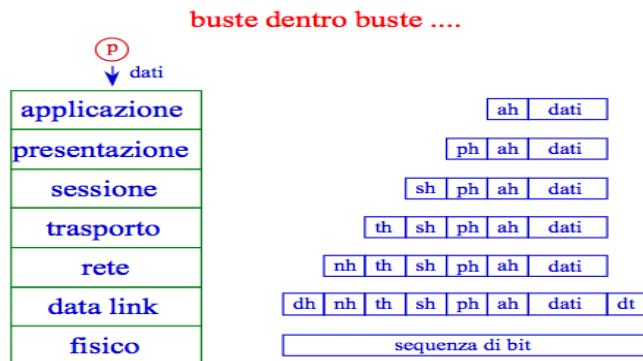 buste dentro buste ....
p
dati
applicazione ah dati
presentazione ph ah dati
sessione sh ph ah dati
trasporto th sh ph ah dati
rete nh th sh ph ah dati
data link dh nh th sh ph ah dati dt
fisico sequenza di bit